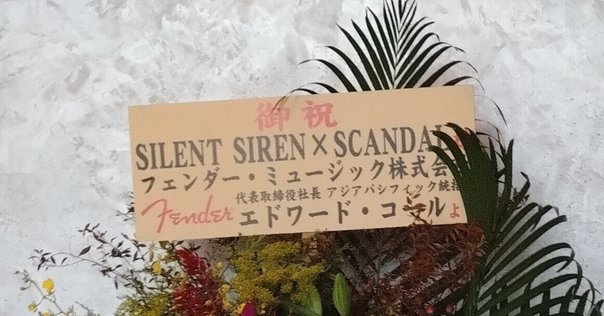 御祝
SILENT SIREN×SCANDAL
フェンダー・ミュージック株式会
代表取締役社長 アジアパシフィック統括
Fender エドワード・コール よ